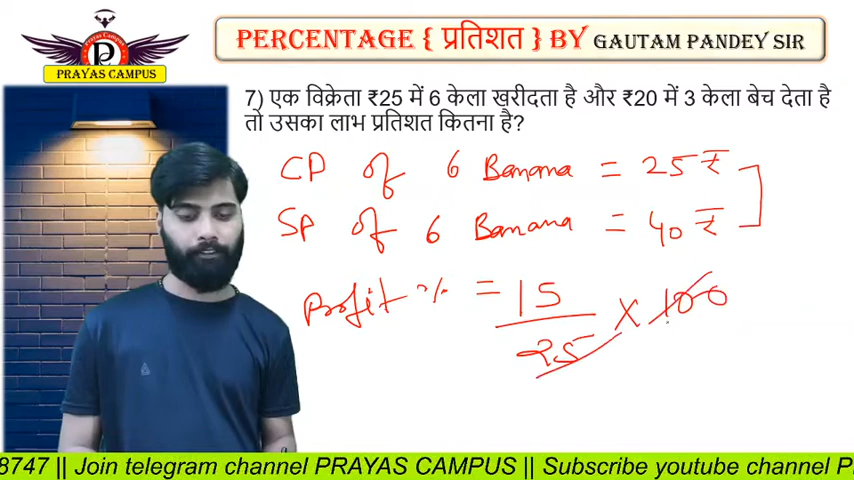 Prayas Campus
PRAYAS CAMPUS
PERCENTAGE { प्रतिशत } BY GAUTAM PANDEY SIR
7) एक विक्रेता ₹25 में 6 केला खरीदता है और ₹20 में 3 केला बेच देता है
तो उसका लाभ प्रतिशत कितना है?
CP of 6 Banana = 25₹
SP of 6 Banana = 40₹
Profit % = 15
25 × 100
8747 || Join telegram channel PRAYAS CAMPUS || Subscribe youtube channel P